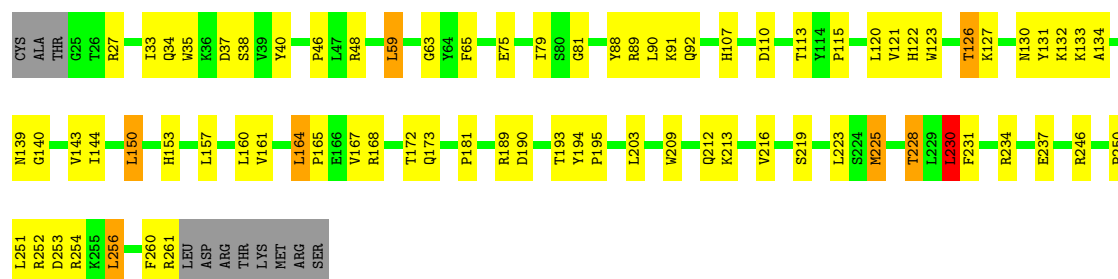 CYS ALA THR G25 T26 R27 I33 Q34 W35 K36 D37 S38 V39 Y40 P46 L47 R48 L59 G63 Y64 F65 E75 I79 S80 G81 Y88 R89 L90 K91 Q92 H107 D110 T113 Y114 P115 L120 V121 H122 W123 T126 K127 N130 Y131 K132 K133 A134
N139 G140 V143 I144 L150 H153 L157 L160 V161 L164 P165 E166 V167 R168 T172 Q173 P181 R189 D190 T193 Y194 P195 L203 W209 Q212 K213 V216 S219 L223 S224 M225 T228 L229 L230 F231 R234 E237 R246
L251 R252 D253 R254 K255 L256 F260 R261 LEU ASP ARG THR LYS MET ARG SER